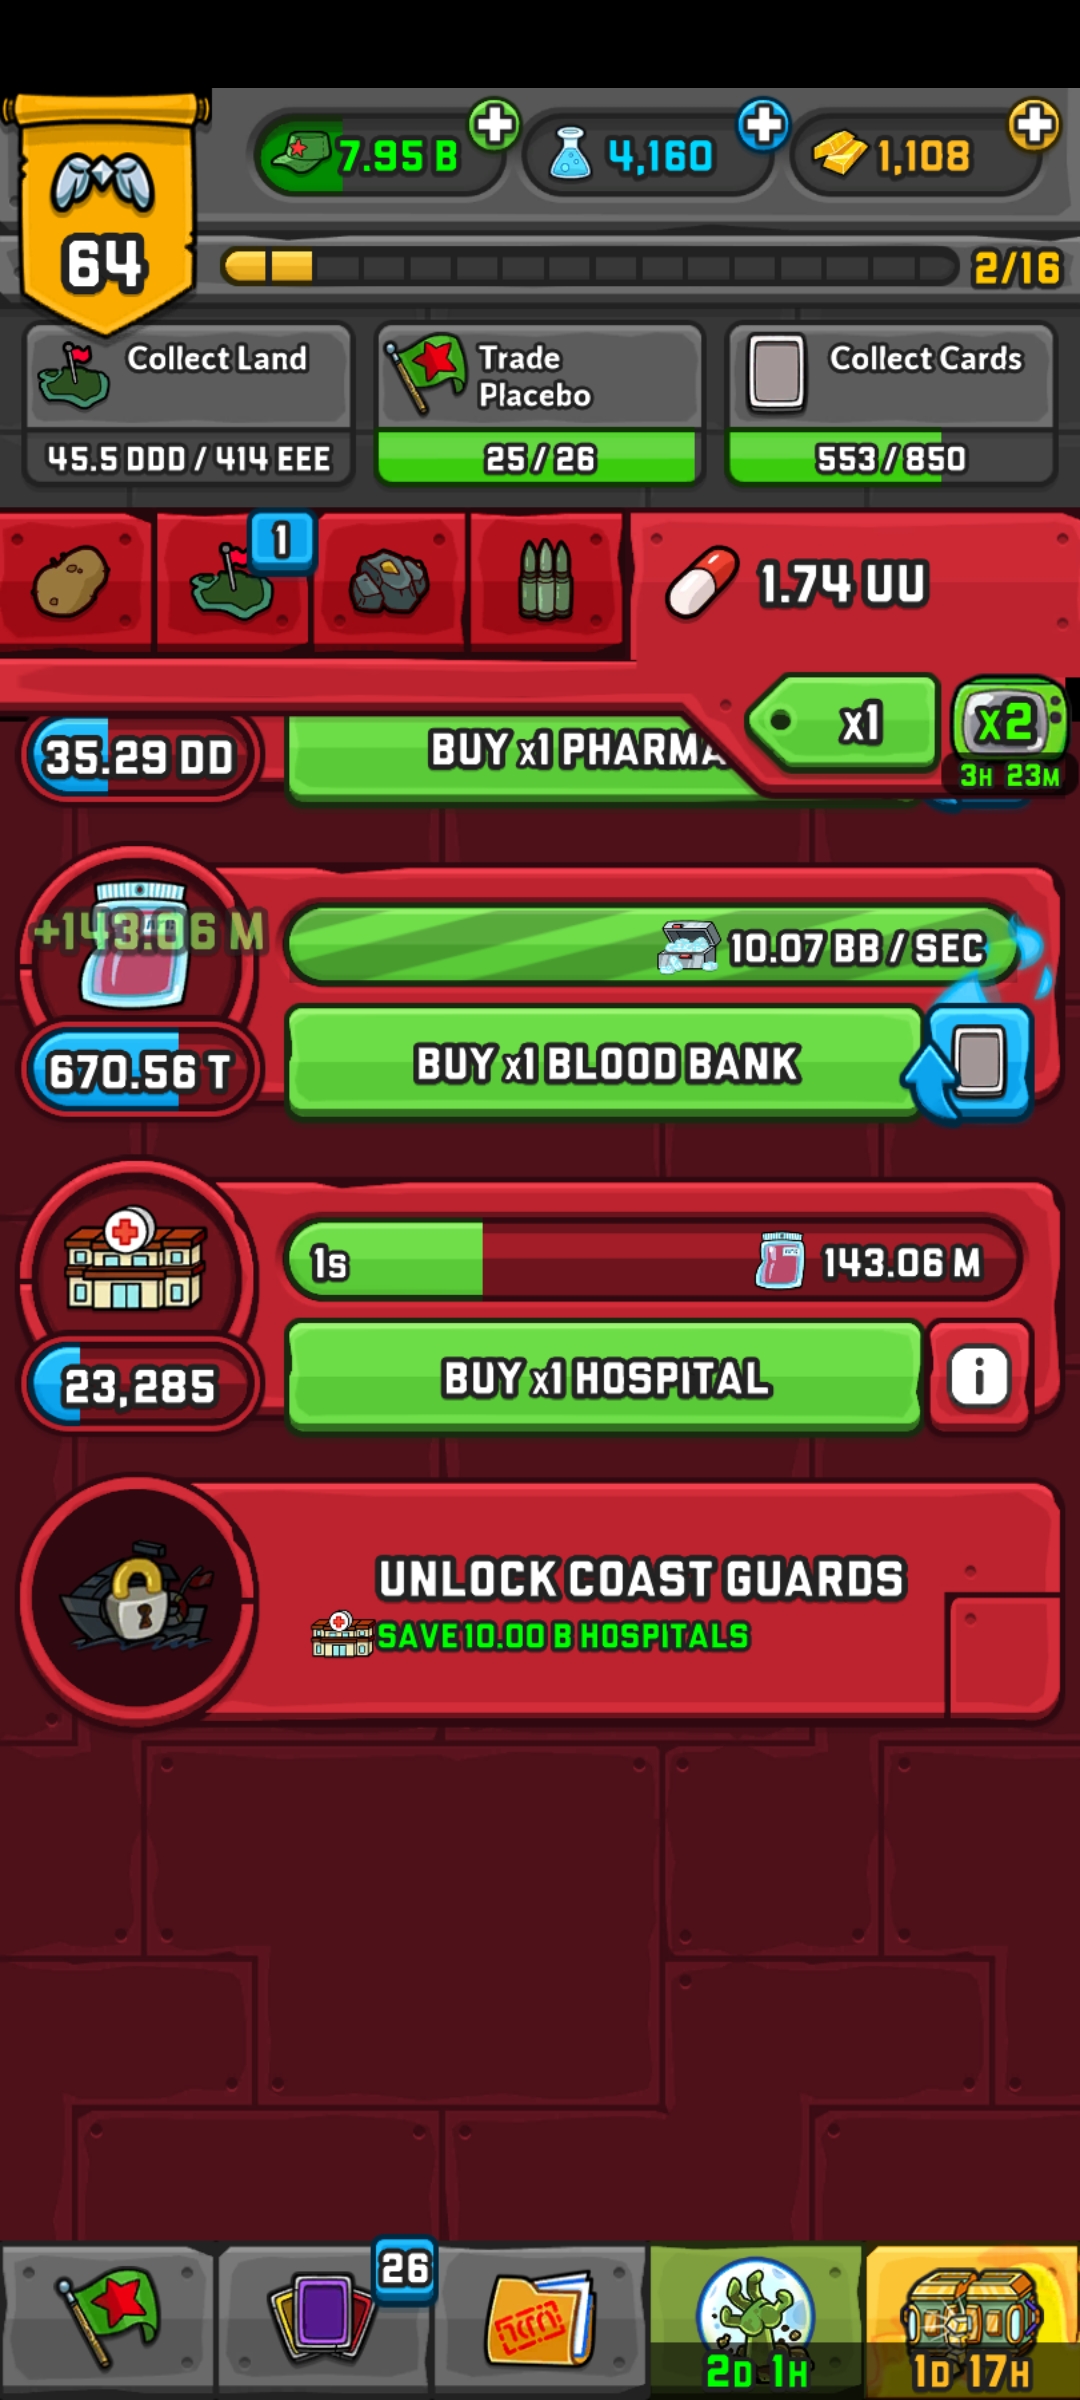 7.95 B
4,160
1,108
64
2/16
Collect Land
45.5 DDD / 414 EEE
Trade
Placebo
25 / 26
Collect Cards
553 / 850
1
1.74 UU
x1
x2
3H 23M
35.29 DD
BUY x1 PHARMA
+143.06 M
10.07 BB / SEC
670.56 T
BUY x1 BLOOD BANK
1s
143.06 M
23,285
BUY x1 HOSPITAL
i
UNLOCK COAST GUARDS
SAVE 10.00 B HOSPITALS
26
2D 1H
1D 17H